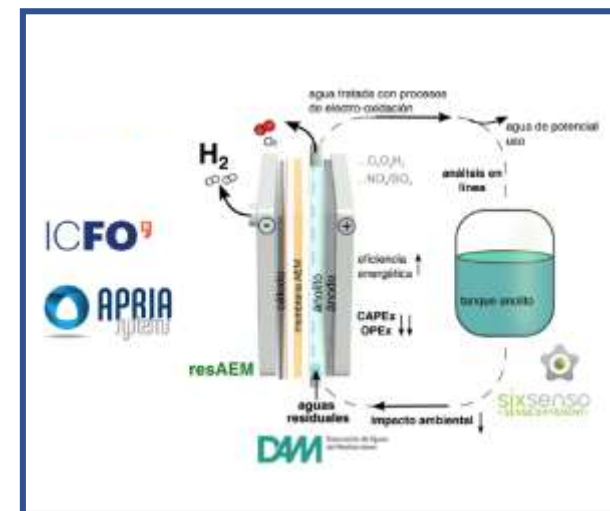 agua tratada con procesos
de electro-oxidación
agua de potencial
uso
O₂
H₂
análisis en
línea
ICFO
eficiencia
energética
cátodo
membrana AEM
anolito
ánodo
tanque anolito
APRIA
systems
CAPEx
OPEx
resAEM
aguas
residuales
impacto ambiental
sixsenso
DAM